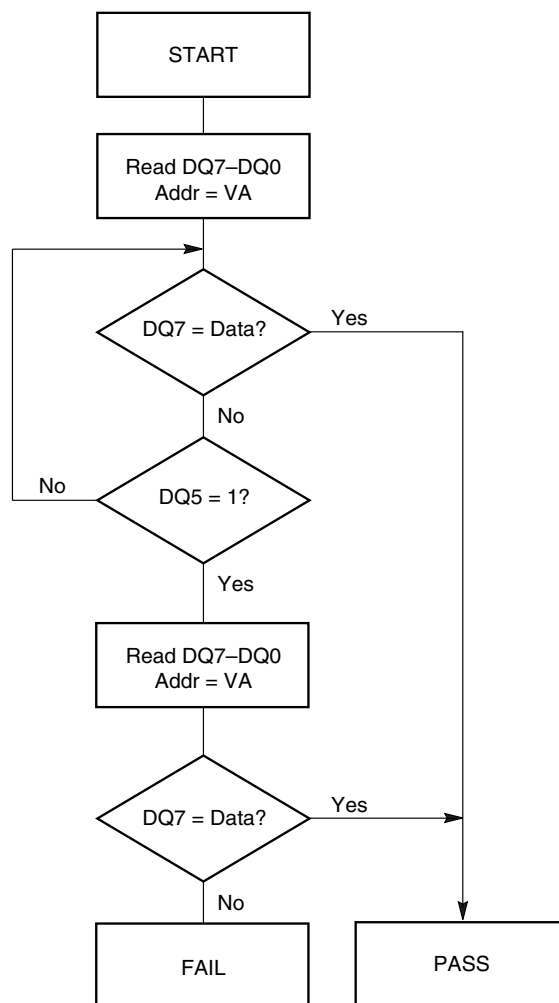 START
Read DQ7–DQ0
Addr = VA
DQ7 = Data?
Yes
No
No
DQ5 = 1?
Yes
Read DQ7–DQ0
Addr = VA
DQ7 = Data?
Yes
No
FAIL
PASS